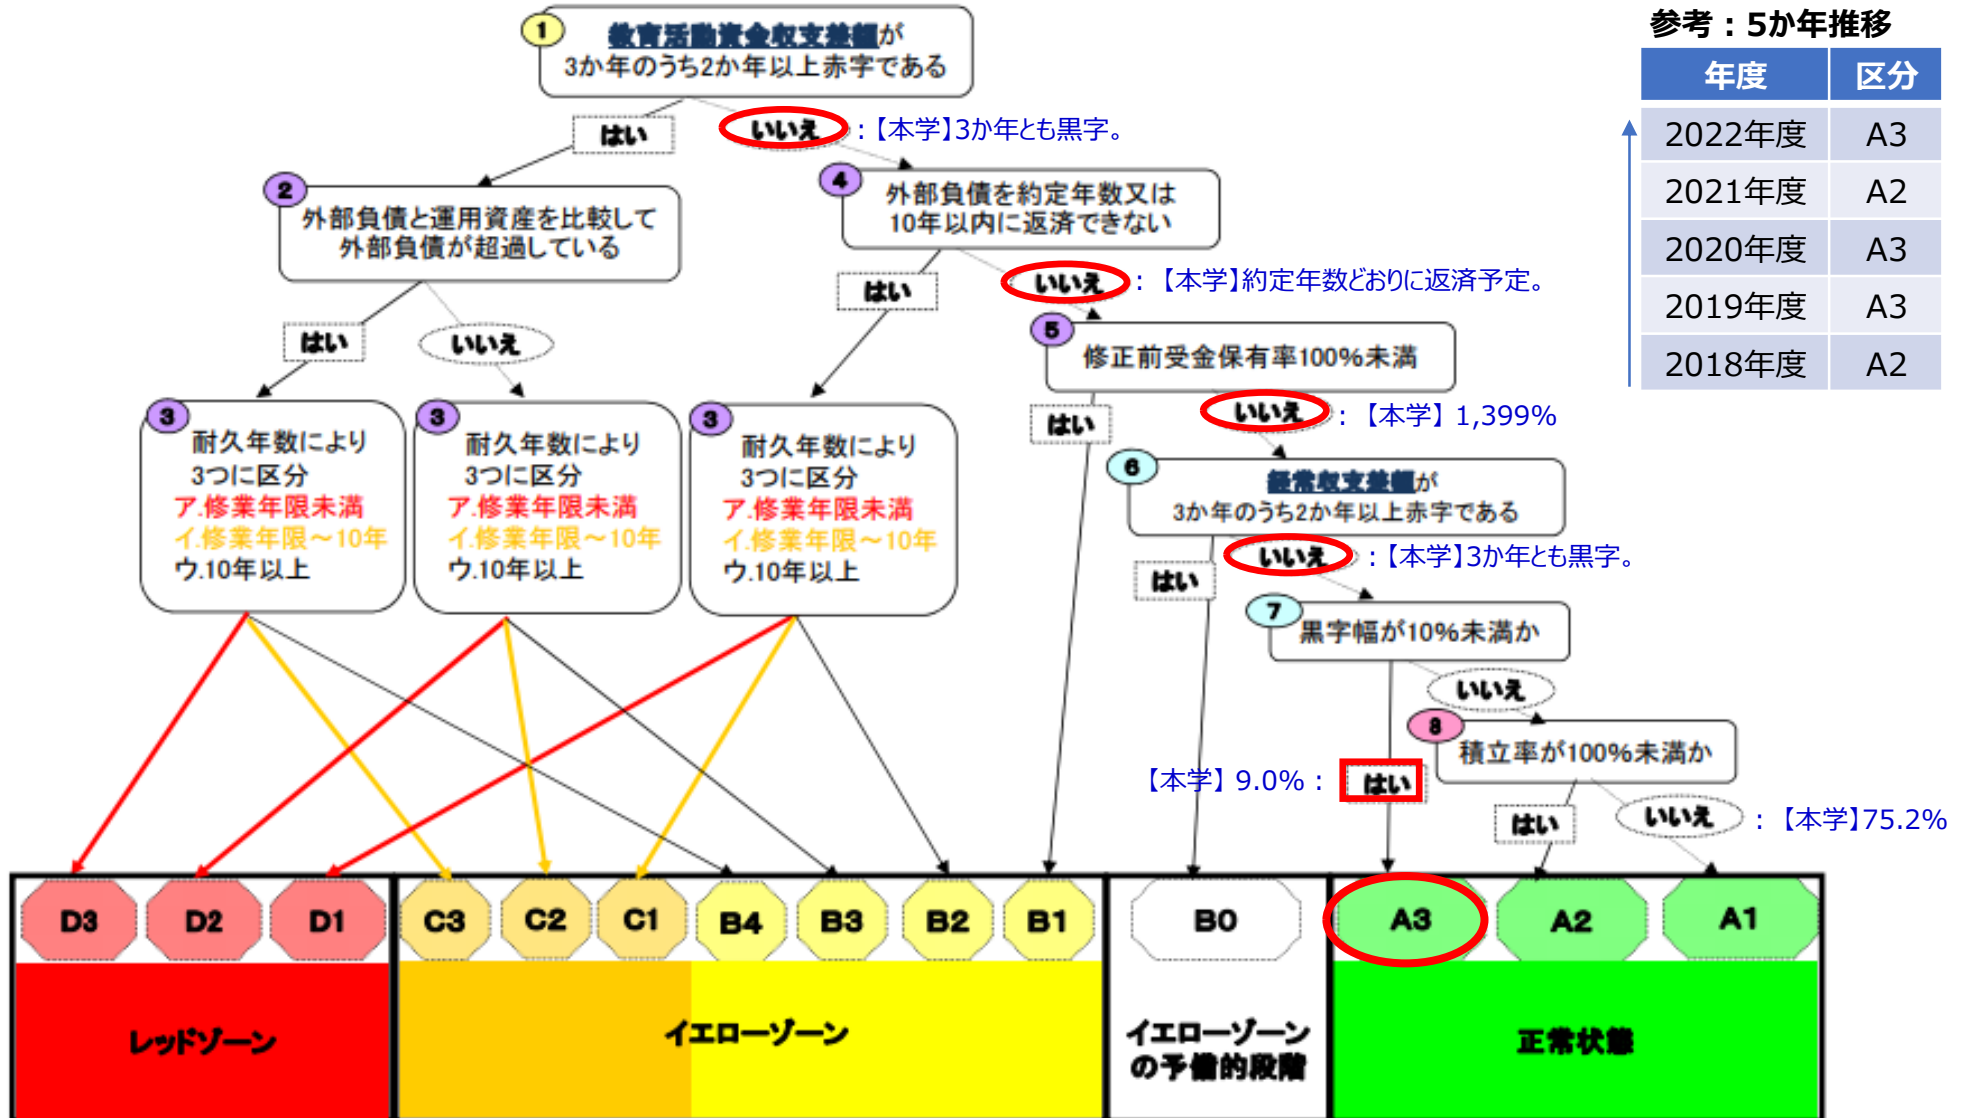 参考：5か年推移
年度 区分
2022年度 A3
2021年度 A2
2020年度 A3
2019年度 A3
2018年度 A2
1
教育活動資金収支差額が
3か年のうち2か年以上赤字である
はい
いいえ
：【本学】3か年とも黒字。
2
外部負債と運用資産を比較して
外部負債が超過している
4
外部負債を約定年数又は
10年以内に返済できない
はい
いいえ
はい
いいえ
：【本学】約定年数どおりに返済予定。
3
耐久年数により
3つに区分
ア.修業年限未満
イ.修業年限～10年
ウ.10年以上
3
耐久年数により
3つに区分
ア.修業年限未満
イ.修業年限～10年
ウ.10年以上
3
耐久年数により
3つに区分
ア.修業年限未満
イ.修業年限～10年
ウ.10年以上
5
修正前受金保有率100%未満
はい
いいえ
：【本学】1,399%
6
経常収支差額が
3か年のうち2か年以上赤字である
はい
いいえ
：【本学】3か年とも黒字。
7
黒字幅が10%未満か
いいえ
【本学】9.0%：
はい
8
積立率が100%未満か
はい
いいえ
：【本学】75.2%
D3 D2 D1 C3 C2 C1 B4 B3 B2 B1 B0 A3 A2 A1
レッドゾーン
イエローゾーン
イエローゾーン
の予備的段階
正常状態